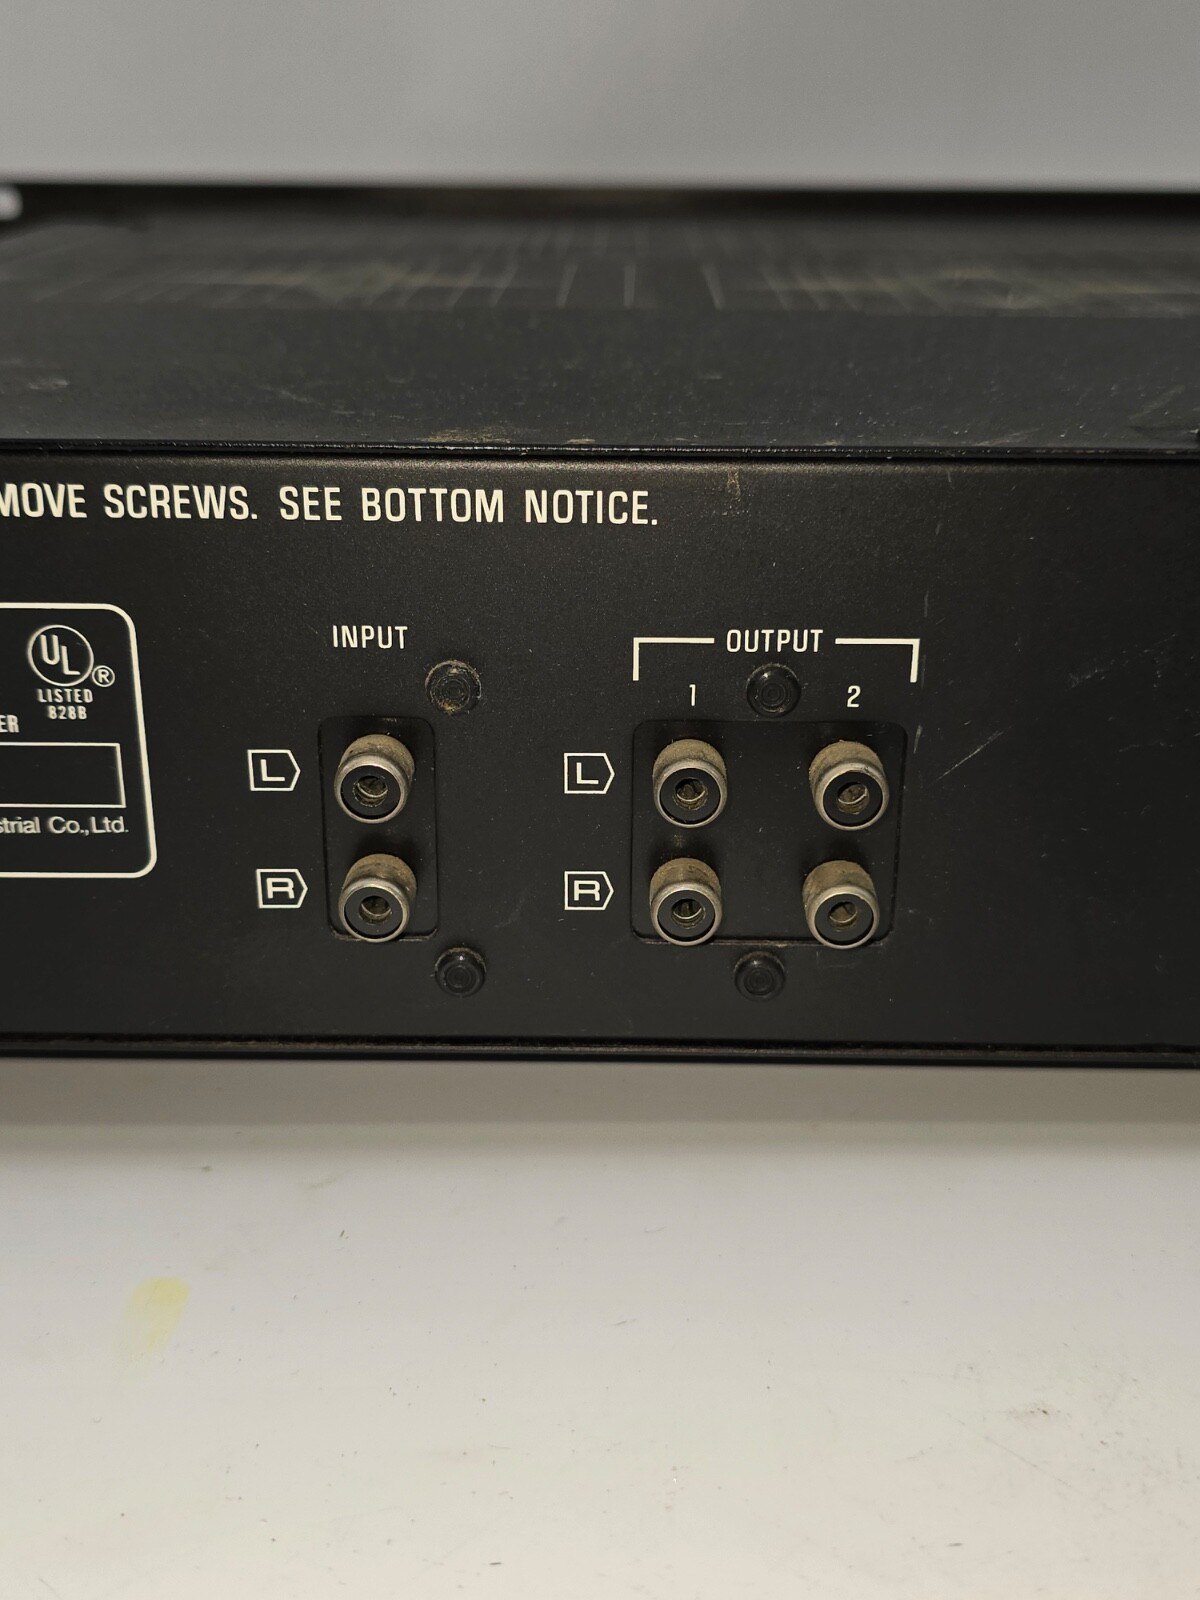 MOVE SCREWS. SEE BOTTOM NOTICE.
UL ®
LISTED
828B
ER
strial Co.,Ltd.
INPUT
L
R
OUTPUT
1 2
L
R